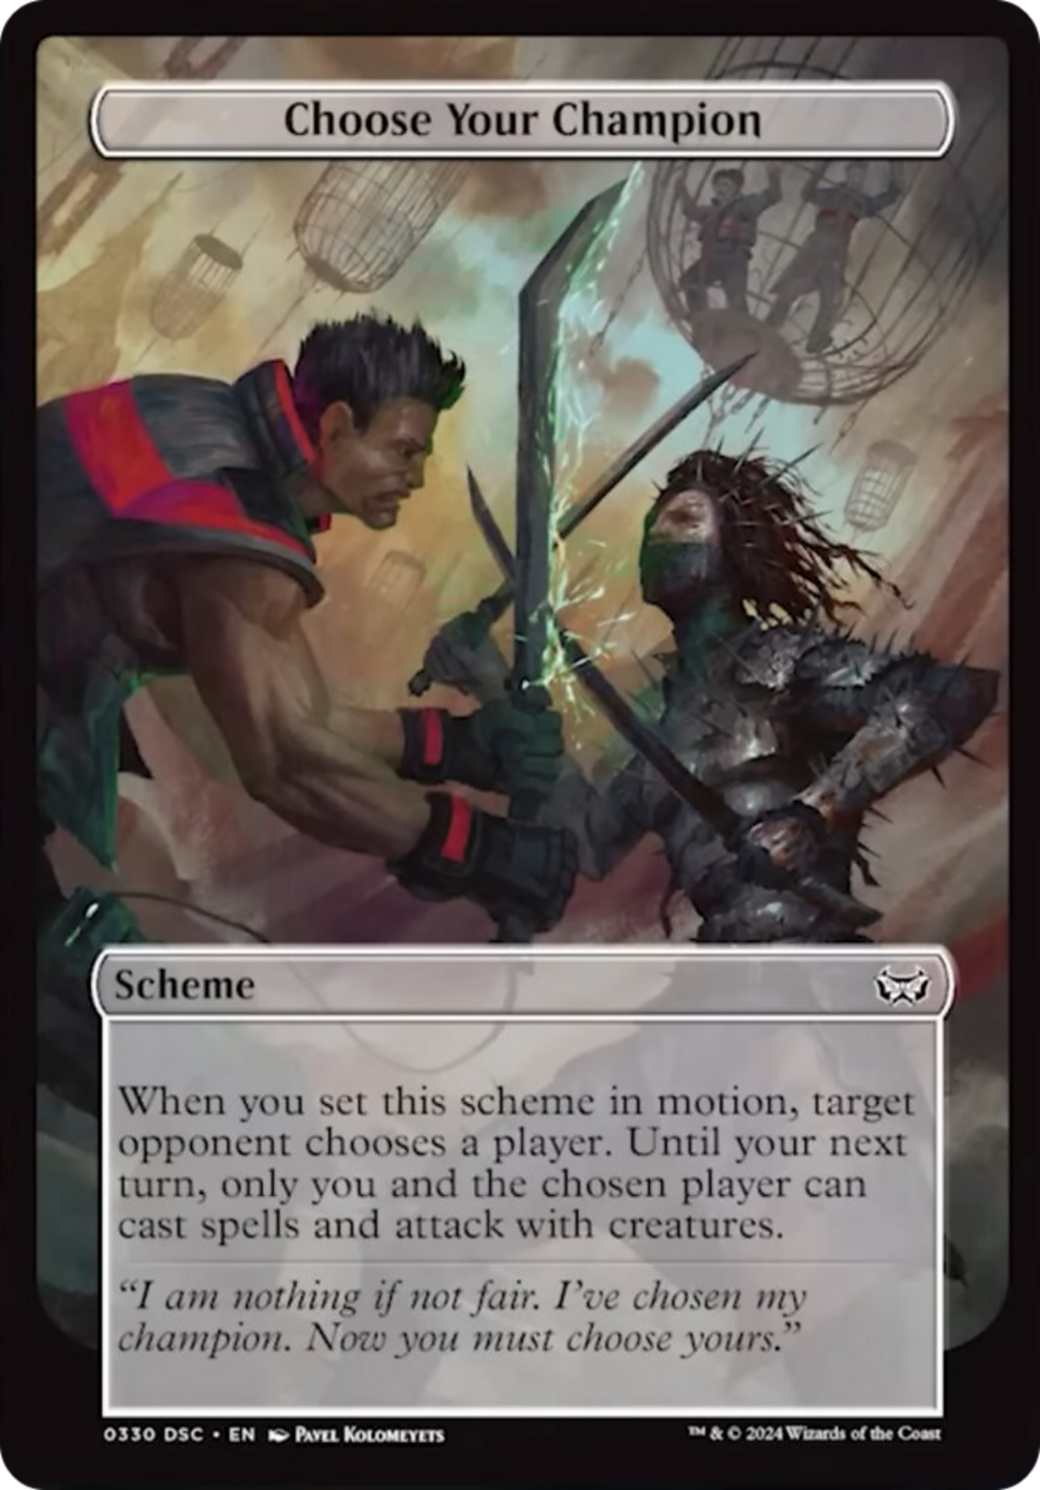 Choose Your Champion
Scheme
When you set this scheme in motion, target
opponent chooses a player. Until your next
turn, only you and the chosen player can
cast spells and attack with creatures.
“I am nothing if not fair. I’ve chosen my
champion. Now you must choose yours.”
0330 DSC • EN Pavel Kolomeyets
™ & © 2024 Wizards of the Coast